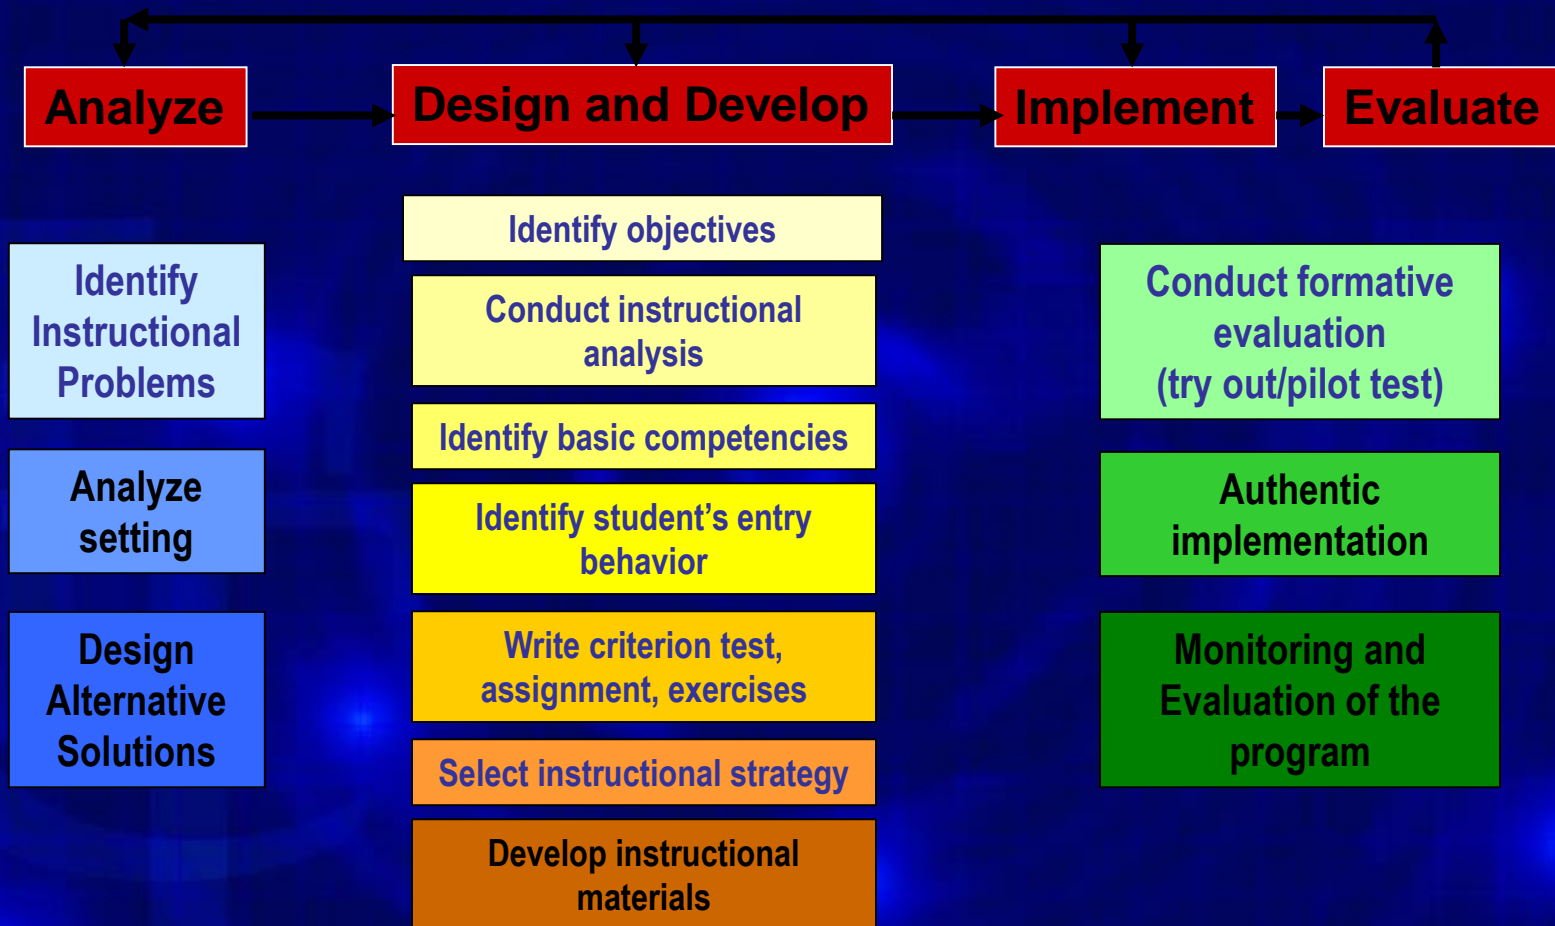 Analyze
Design and Develop
Implement
Evaluate
Identify
Instructional
Problems
Analyze
setting
Design
Alternative
Solutions
Identify objectives
Conduct instructional
analysis
Identify basic competencies
Identify student’s entry
behavior
Write criterion test,
assignment, exercises
Select instructional strategy
Develop instructional
materials
Conduct formative
evaluation
(try out/pilot test)
Authentic
implementation
Monitoring and
Evaluation of the
program